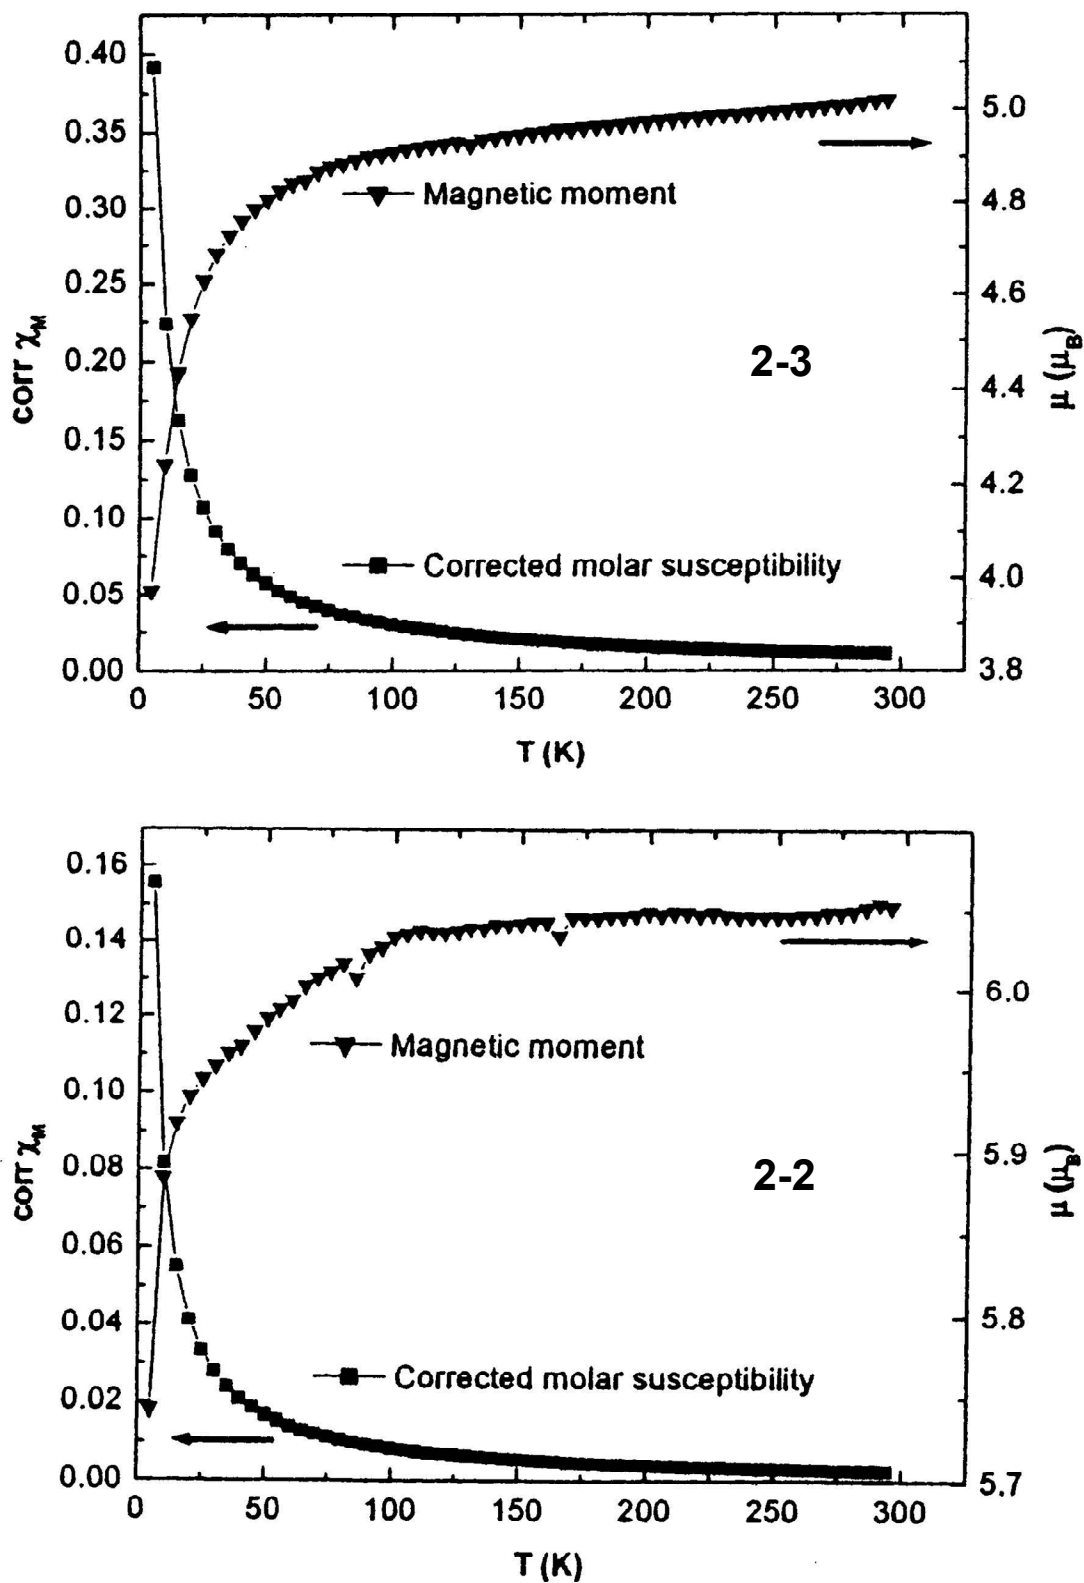 0.40
0.35
0.30
0.25
0.20
0.15
0.10
0.05
0.00
corr χM
5.0
4.8
4.6
4.4
4.2
4.0
3.8
μ (μB)
Magnetic moment
2-3
Corrected molar susceptibility
0 50 100 150 200 250 300
T (K)
0.16
0.14
0.12
0.10
0.08
0.06
0.04
0.02
0.00
corr χM
6.0
5.9
5.8
5.7
μ (μB)
Magnetic moment
2-2
Corrected molar susceptibility
0 50 100 150 200 250 300
T (K)